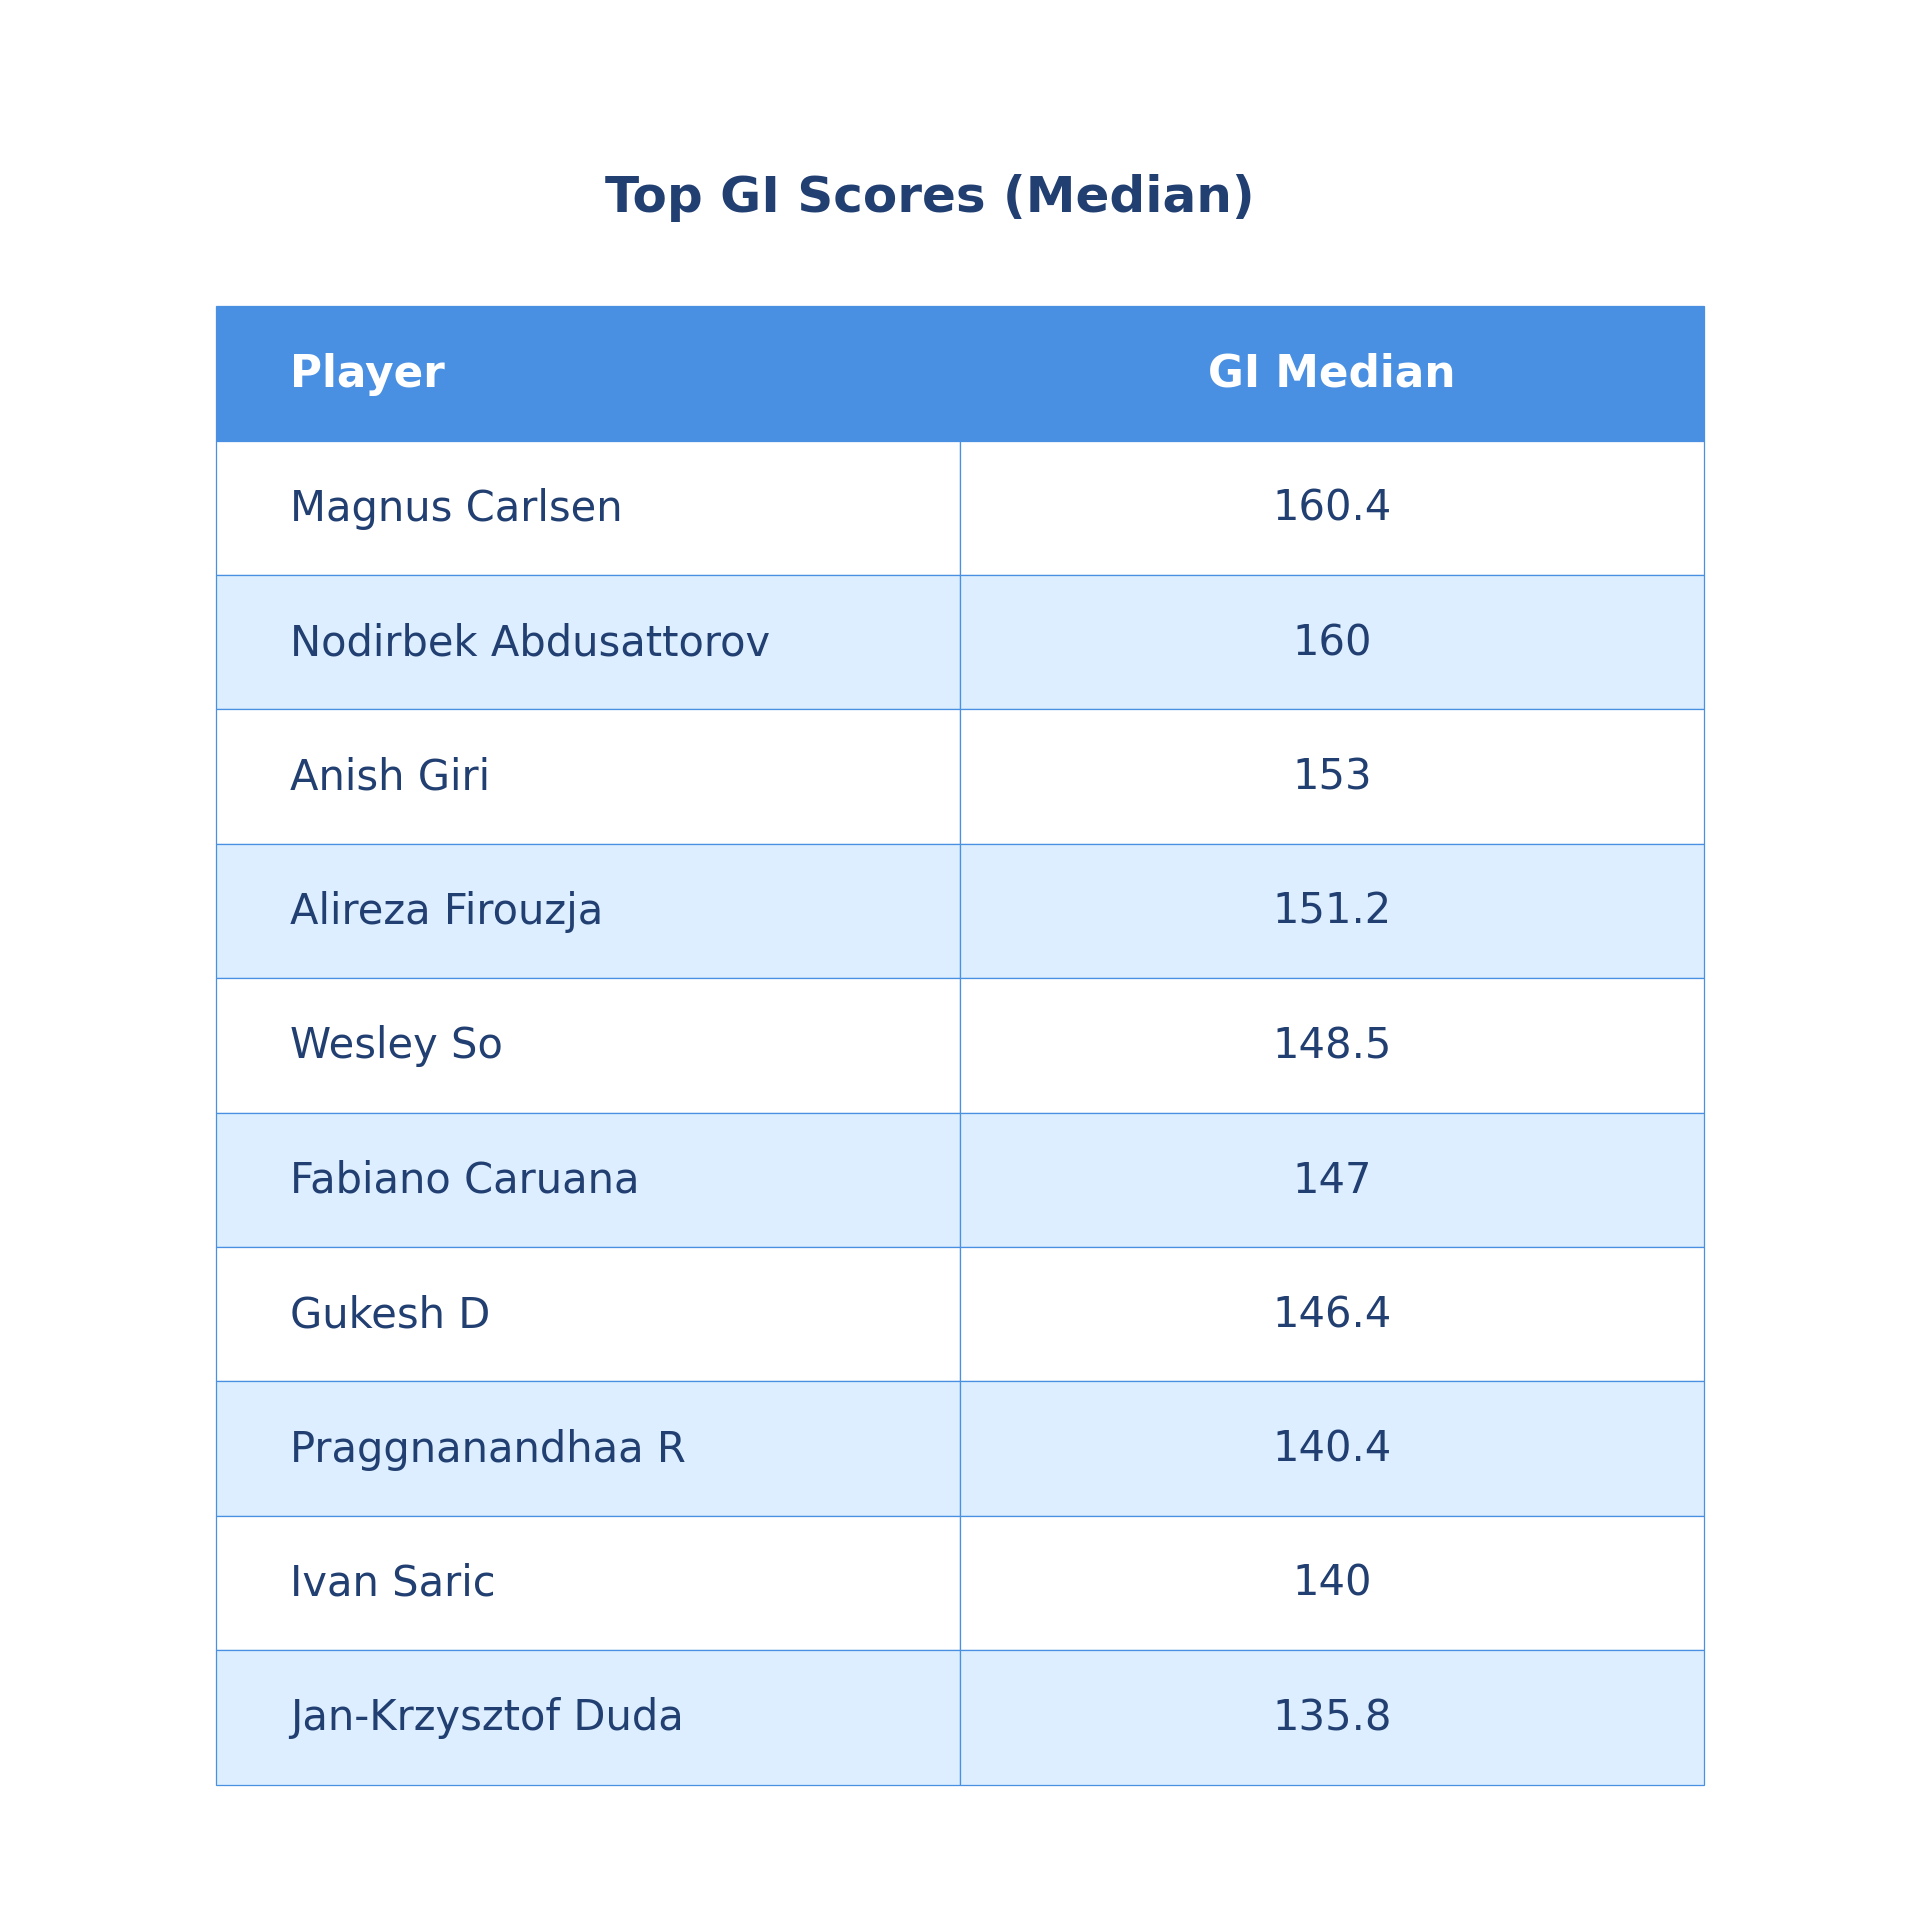 Top GI Scores (Median)
Player GI Median
Magnus Carlsen 160.4
Nodirbek Abdusattorov 160
Anish Giri 153
Alireza Firouzja 151.2
Wesley So 148.5
Fabiano Caruana 147
Gukesh D 146.4
Praggnanandhaa R 140.4
Ivan Saric 140
Jan-Krzysztof Duda 135.8